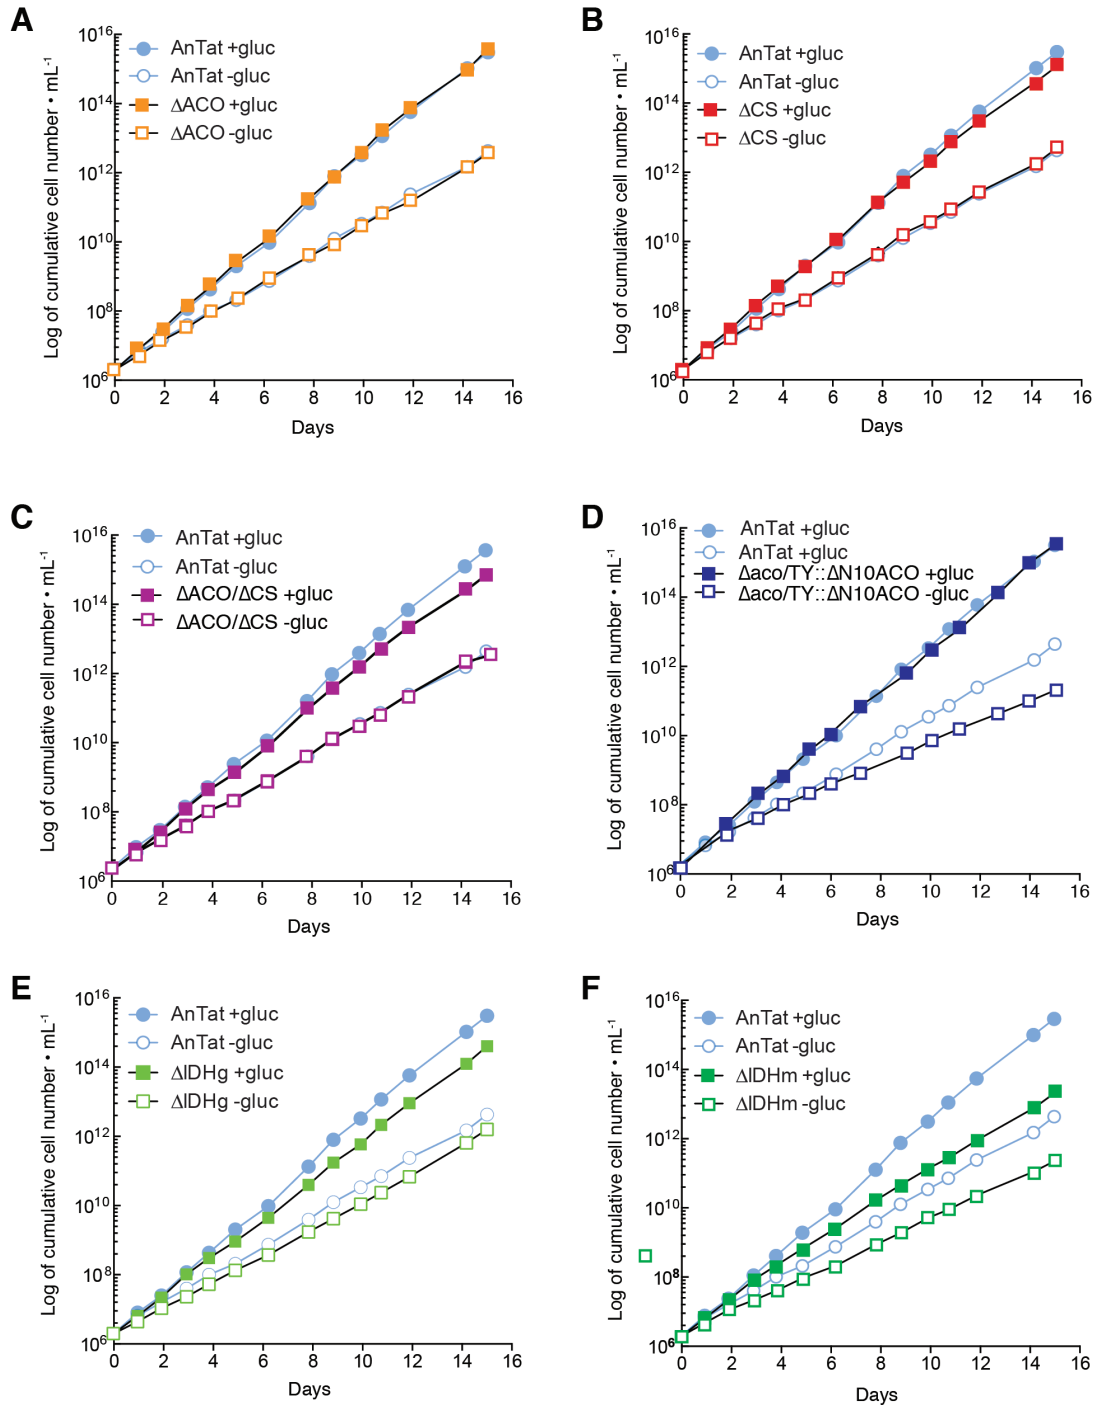 A
Log of cumulative cell number • mL-1
10^16
10^14
10^12
10^10
10^8
10^6
AnTat +gluc
AnTat -gluc
ΔACO +gluc
ΔACO -gluc
0 2 4 6 8 10 12 14 16
Days
B
Log of cumulative cell number • mL-1
10^16
10^14
10^12
10^10
10^8
10^6
AnTat +gluc
AnTat -gluc
ΔCS +gluc
ΔCS -gluc
0 2 4 6 8 10 12 14 16
Days
C
Log of cumulative cell number • mL-1
10^16
10^14
10^12
10^10
10^8
10^6
AnTat +gluc
AnTat -gluc
ΔACO/ΔCS +gluc
ΔACO/ΔCS -gluc
0 2 4 6 8 10 12 14 16
Days
D
Log of cumulative cell number • mL-1
10^16
10^14
10^12
10^10
10^8
10^6
AnTat +gluc
AnTat +gluc
Δaco/TY::ΔN10ACO +gluc
Δaco/TY::ΔN10ACO -gluc
0 2 4 6 8 10 12 14 16
Days
E
Log of cumulative cell number • mL-1
10^16
10^14
10^12
10^10
10^8
10^6
AnTat +gluc
AnTat -gluc
ΔIDHg +gluc
ΔIDHg -gluc
0 2 4 6 8 10 12 14 16
Days
F
Log of cumulative cell number • mL-1
10^16
10^14
10^12
10^10
10^8
10^6
AnTat +gluc
AnTat -gluc
ΔIDHm +gluc
ΔIDHm -gluc
0 2 4 6 8 10 12 14 16
Days